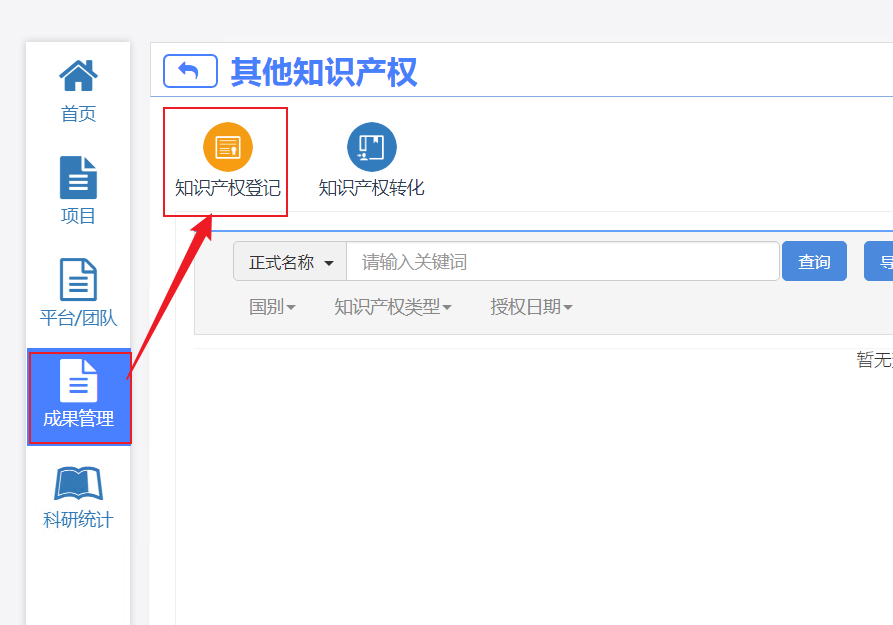 首页
项目
平台/团队
成果管理
科研统计
其他知识产权
知识产权登记 知识产权转化
正式名称 请输入关键词 查询 导
国别 知识产权类型 授权日期
暂无